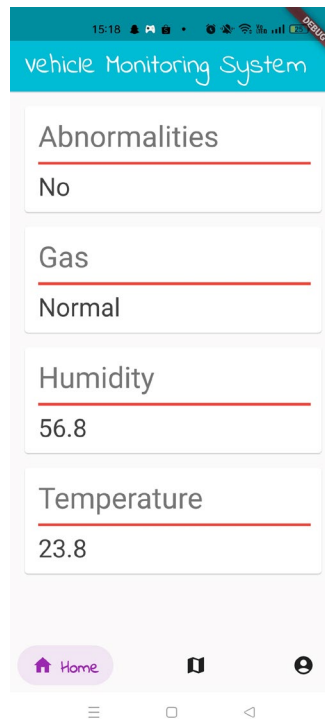 15:18
DEBUG
Vehicle Monitoring System
Abnormalities
No
Gas
Normal
Humidity
56.8
Temperature
23.8
Home